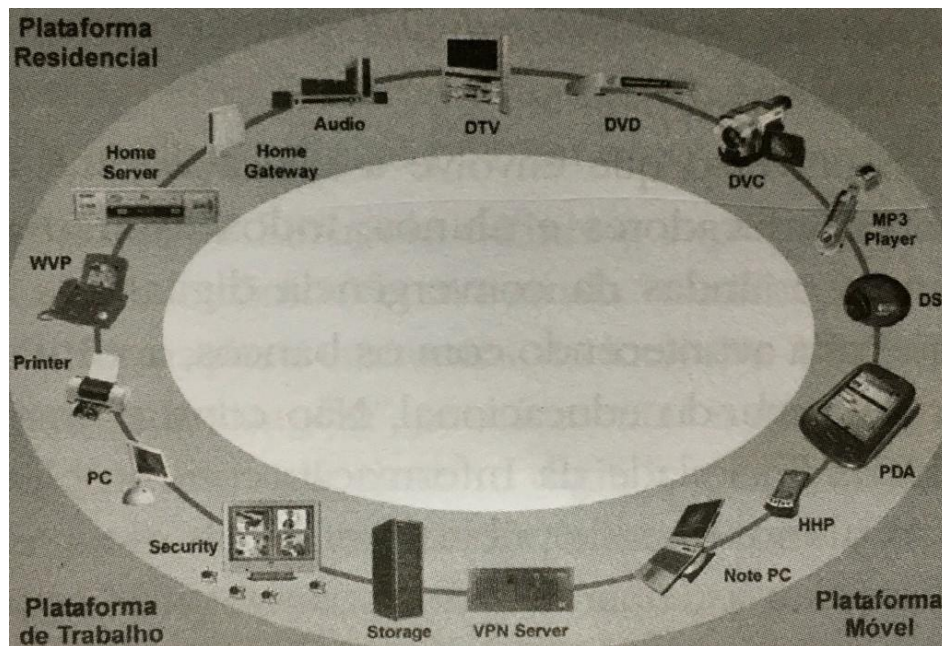 Plataforma
Residencial
Audio
DTV
DVD
DVC
MP3
Player
DS
PDA
HHP
Note PC
VPN Server
Storage
Security
PC
Printer
WVP
Home
Server
Home
Gateway
Plataforma
de Trabalho
Plataforma
Móvel